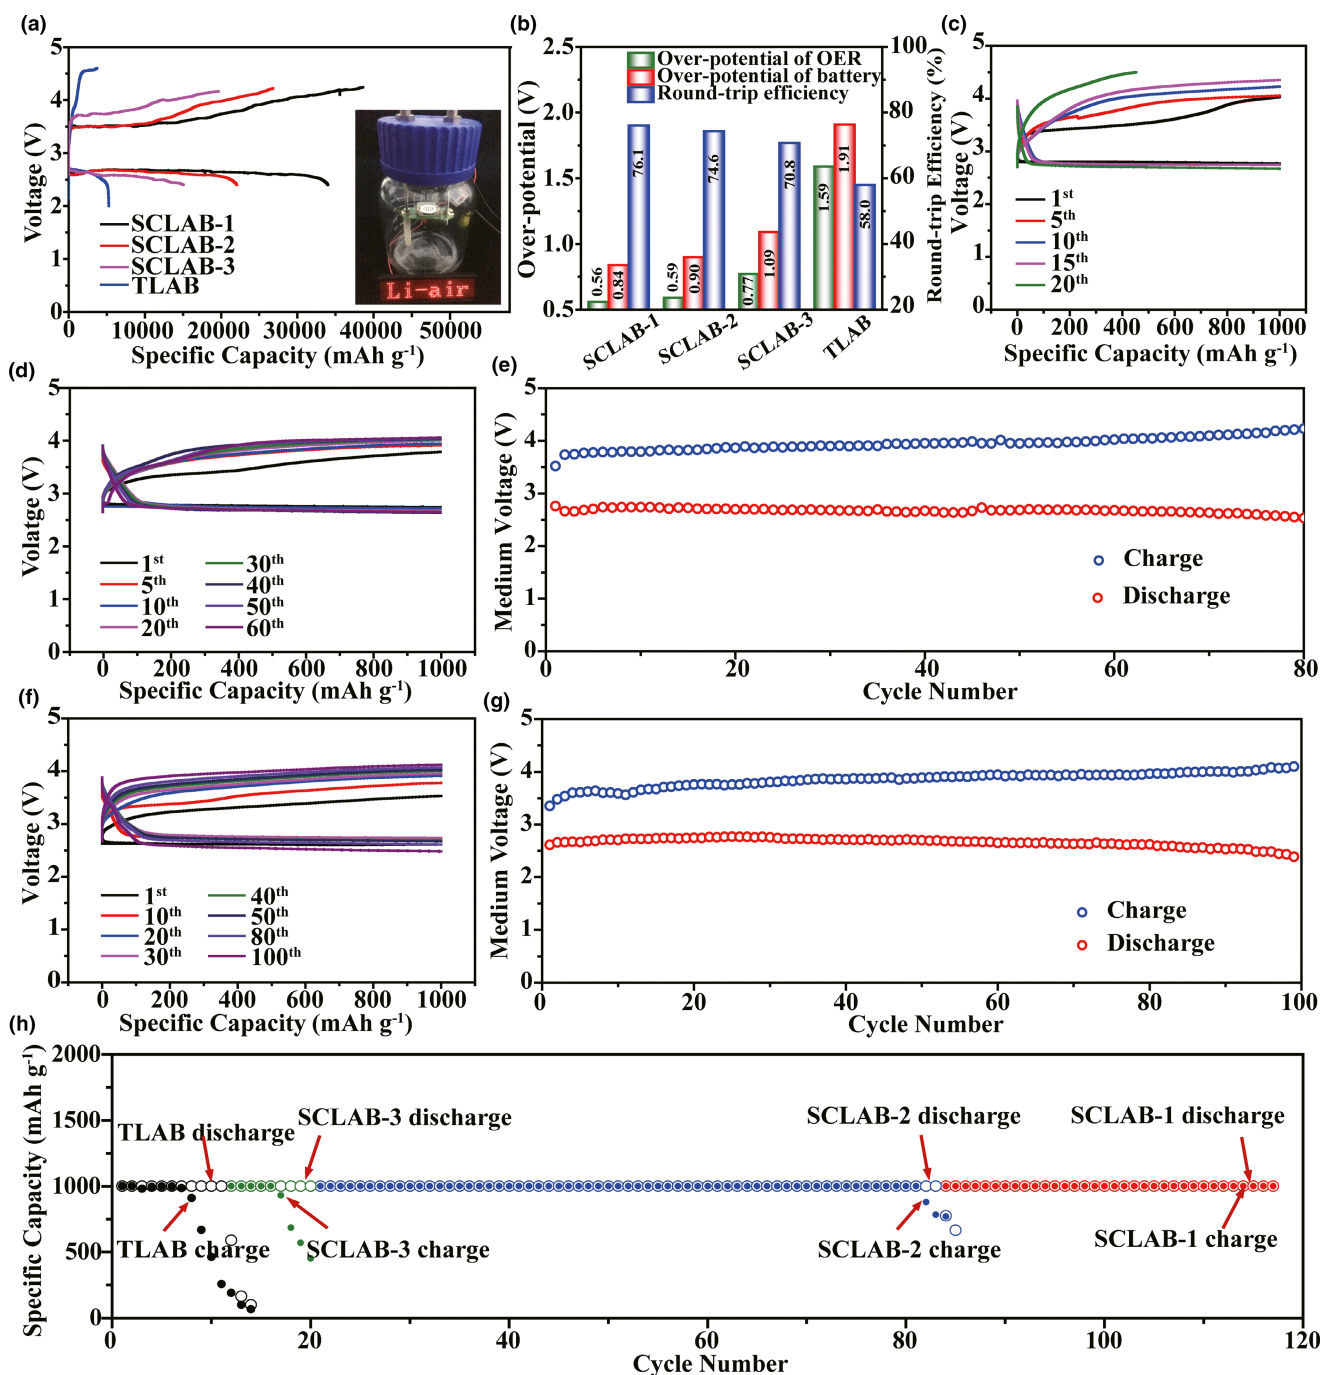 (a)
5
4
3
2
1
0
Voltage (V)
SCLAB-1
SCLAB-2
SCLAB-3
TLAB
Li-air
0 10000 20000 30000 40000 50000
Specific Capacity (mAh g-1)
(b)
2.5
2.0
1.5
1.0
0.5
Over-potential (V)
Over-potential of OER
Over-potential of battery
Round-trip efficiency
0.56
0.84
76.1
0.59
0.90
74.6
0.77
1.09
70.8
1.59
1.91
58.0
100
80
60
40
20
Round-trip Efficiency (%)
SCLAB-1
SCLAB-2
SCLAB-3
TLAB
(c)
5
4
3
2
1
0
Voltage (V)
1st
5th
10th
15th
20th
0 200 400 600 800 1000
Specific Capacity (mAh g-1)
(d)
5
4
3
2
1
0
Volatge (V)
1st 30th
5th 40th
10th 50th
20th 60th
0 200 400 600 800 1000
Specific Capacity (mAh g-1)
(e)
5
4
3
2
1
0
Medium Voltage (V)
Charge
Discharge
0 20 40 60 80
Cycle Number
(f)
5
4
3
2
1
0
Voltage (V)
1st 40th
10th 50th
20th 80th
30th 100th
0 200 400 600 800 1000
Specific Capacity (mAh g-1)
(g)
5
4
3
2
1
0
Medium Voltage (V)
Charge
Discharge
0 20 40 60 80 100
Cycle Number
(h)
2000
1500
1000
500
0
Specific Capacity (mAh g-1)
TLAB discharge
SCLAB-3 discharge
SCLAB-2 discharge
SCLAB-1 discharge
TLAB charge
SCLAB-3 charge
SCLAB-2 charge
SCLAB-1 charge
0 20 40 60 80 100 120
Cycle Number